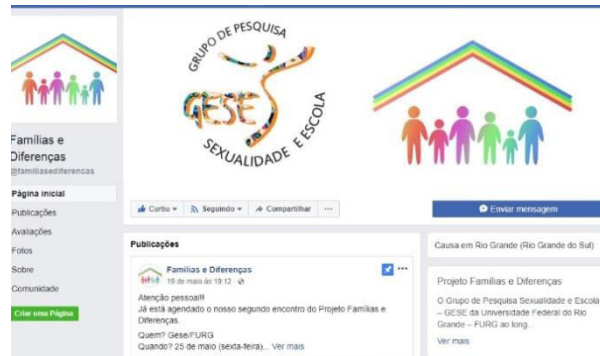 GRUPO DE PESQUISA
GESE
SEXUALIDADE E ESCOLA
Famílias e
Diferenças
@familiasediferencas
Página inicial
Publicações
Avaliações
Fotos
Sobre
Comunidade
Criar uma Página
Curtiu
Seguindo
Compartilhar
Enviar mensagem
Publicações
Famílias e Diferenças
19 de maio às 19:12
Atenção pessoal!!!
Já está agendado o nosso segundo encontro do Projeto Famílias e
Diferenças.
Quem? Gese/FURG
Quando? 25 de maio (sexta-feira)... Ver mais
Causa em Rio Grande (Rio Grande do Sul)
Projeto Famílias e Diferenças
O Grupo de Pesquisa Sexualidade e Escola
– GESE da Universidade Federal do Rio
Grande – FURG ao long...
Ver mais